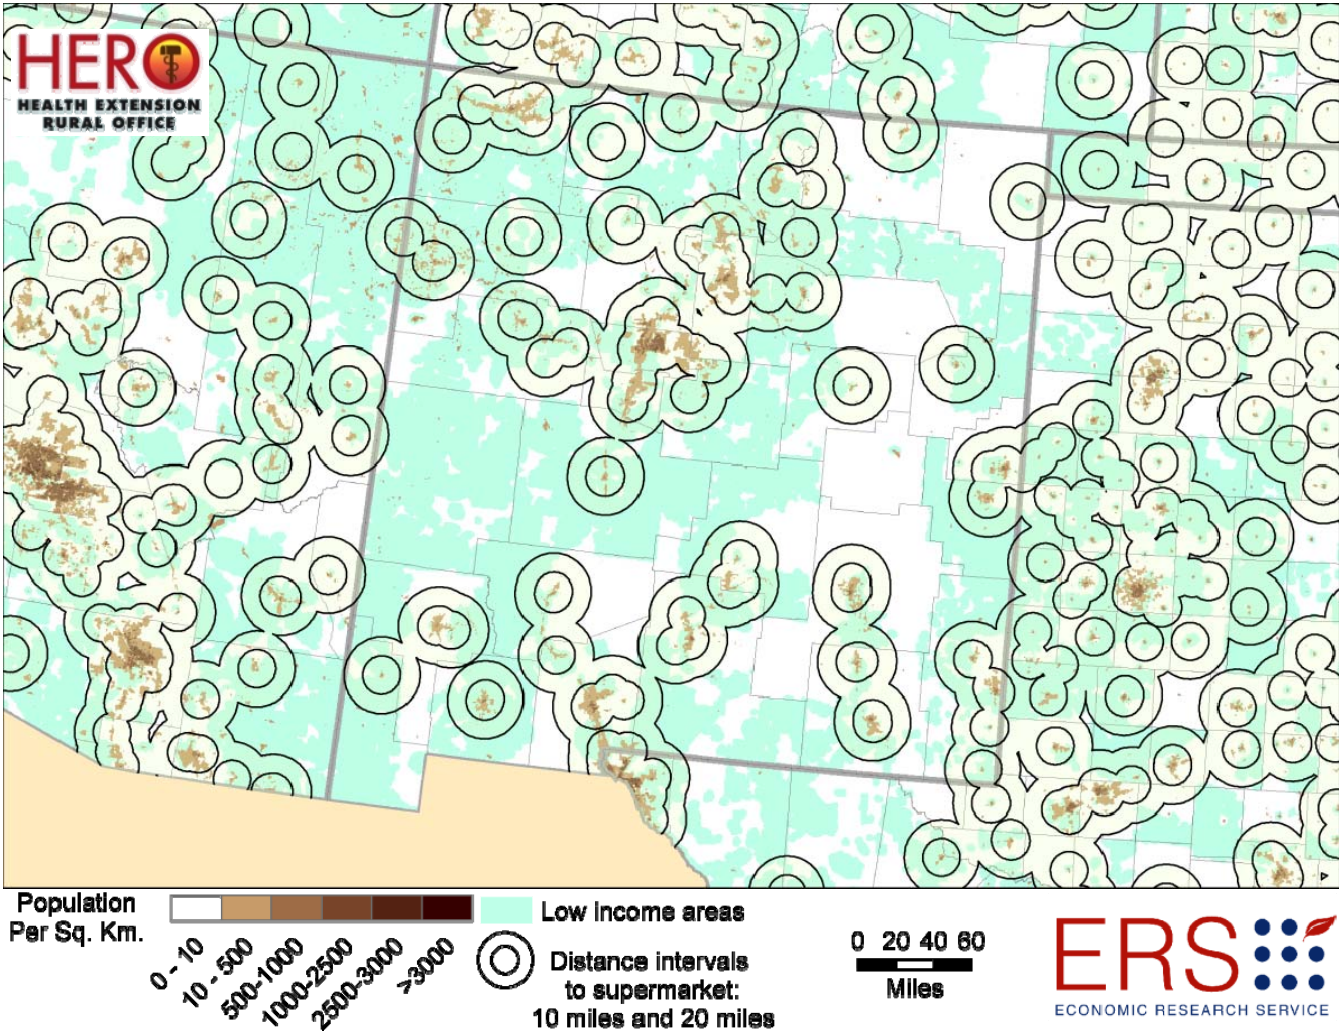 HERO
HEALTH EXTENSION
RURAL OFFICE
Population
Per Sq. Km.
0 - 10
10 - 500
500-1000
1000-2500
2500-3000
>3000
Low income areas
Distance intervals
to supermarket:
10 miles and 20 miles
0 20 40 60
Miles
ERS
ECONOMIC RESEARCH SERVICE